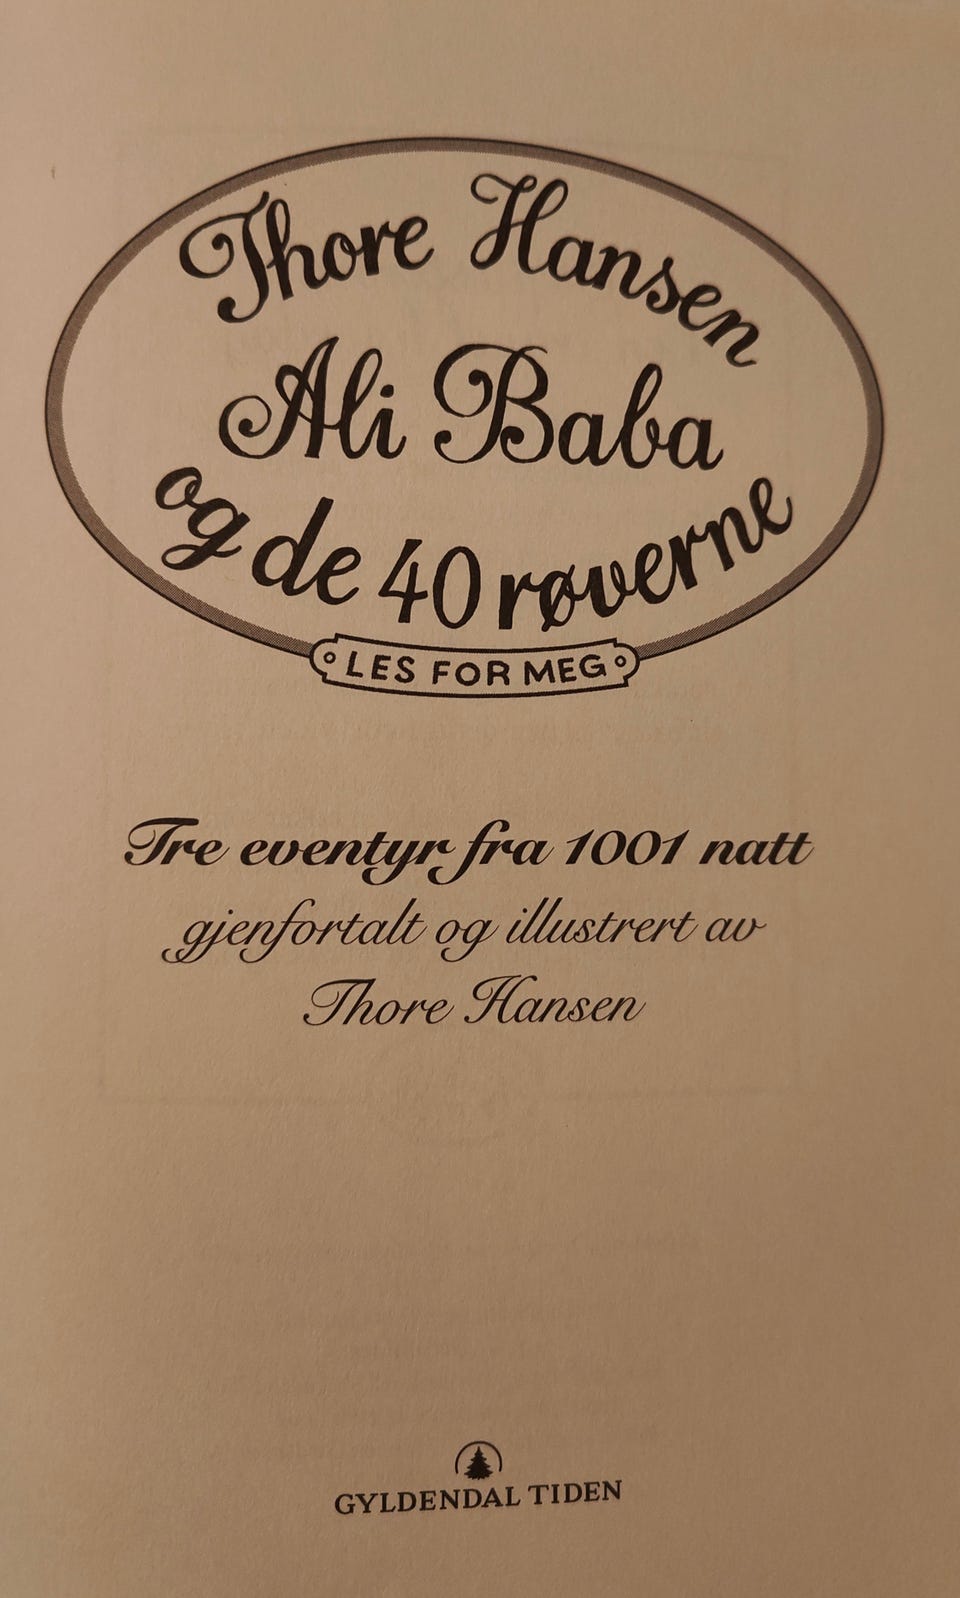 Thore Hansen
Ali Baba
og de 40 røverne
LES FOR MEG
Tre eventyr fra 1001 natt
gjenfortalt og illustrert av
Thore Hansen
GYLDENDAL TIDEN